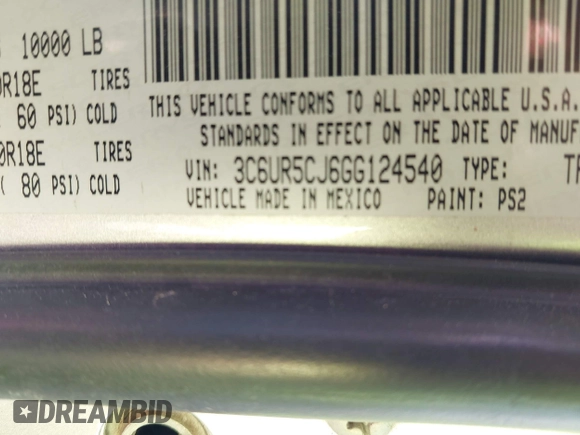 10000 LB
0R18E TIRES
60 PSI) COLD
THIS VEHICLE CONFORMS TO ALL APPLICABLE U.S.A.
0R18E TIRES
STANDARDS IN EFFECT ON THE DATE OF MANUF
( 80 PSI) COLD
VIN: 3C6UR5CJ6GG124540 TYPE:
VEHICLE MADE IN MEXICO PAINT: PS2
DREAMBID